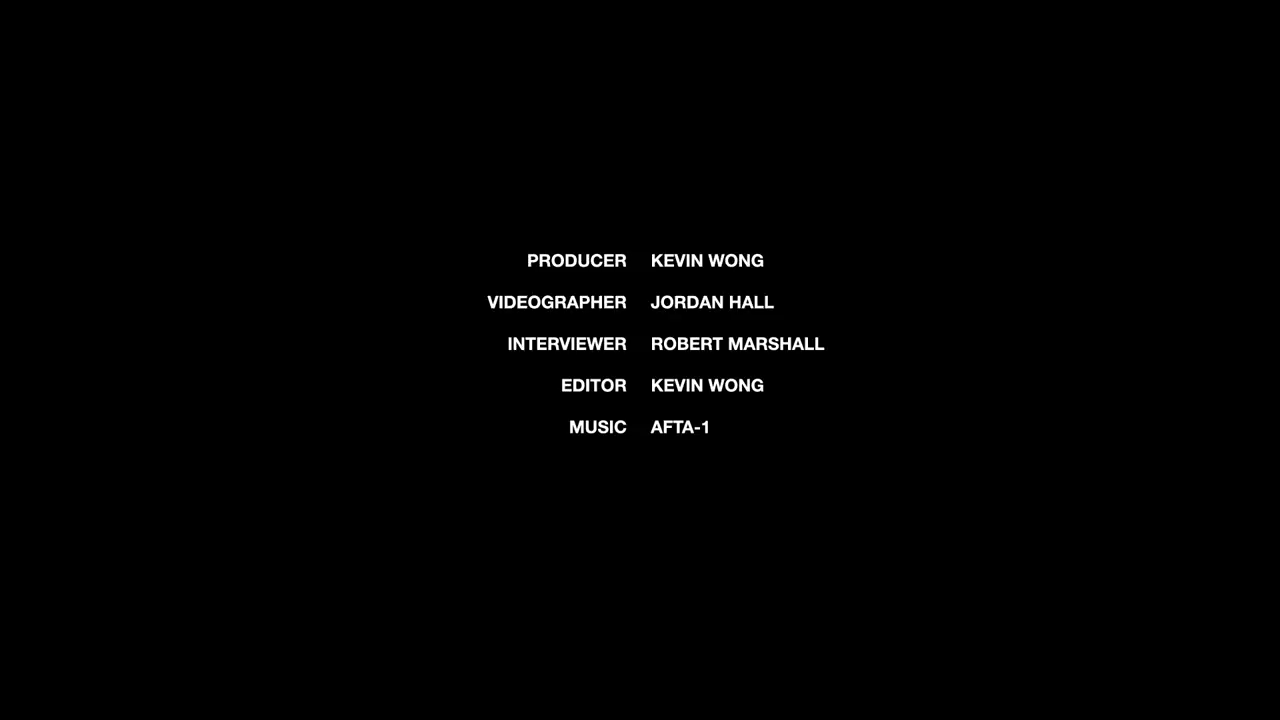 PRODUCER KEVIN WONG
VIDEOGRAPHER JORDAN HALL
INTERVIEWER ROBERT MARSHALL
EDITOR KEVIN WONG
MUSIC AFTA-1